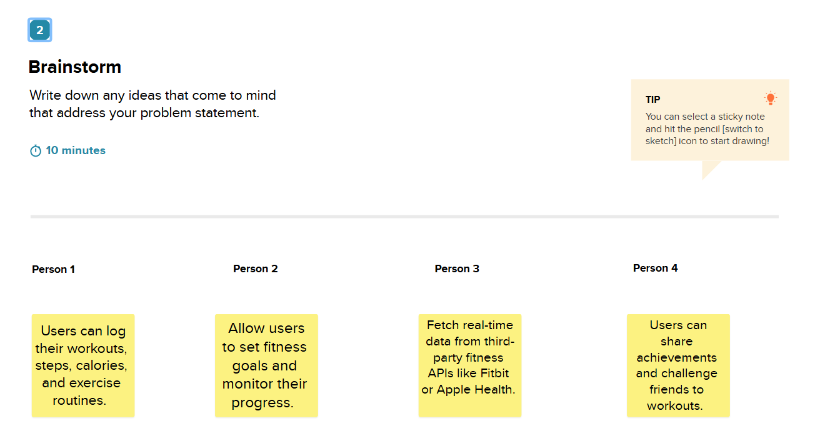 2
Brainstorm
Write down any ideas that come to mind
that address your problem statement.
10 minutes
TIP
You can select a sticky note
and hit the pencil [switch to
sketch] icon to start drawing!
Person 1
Person 2
Person 3
Person 4
Users can log
their workouts,
steps, calories,
and exercise
routines.
Allow users
to set fitness
goals and
monitor their
progress.
Fetch real-time
data from third-
party fitness
APIs like Fitbit
or Apple Health.
Users can
share
achievements
and challenge
friends to
workouts.